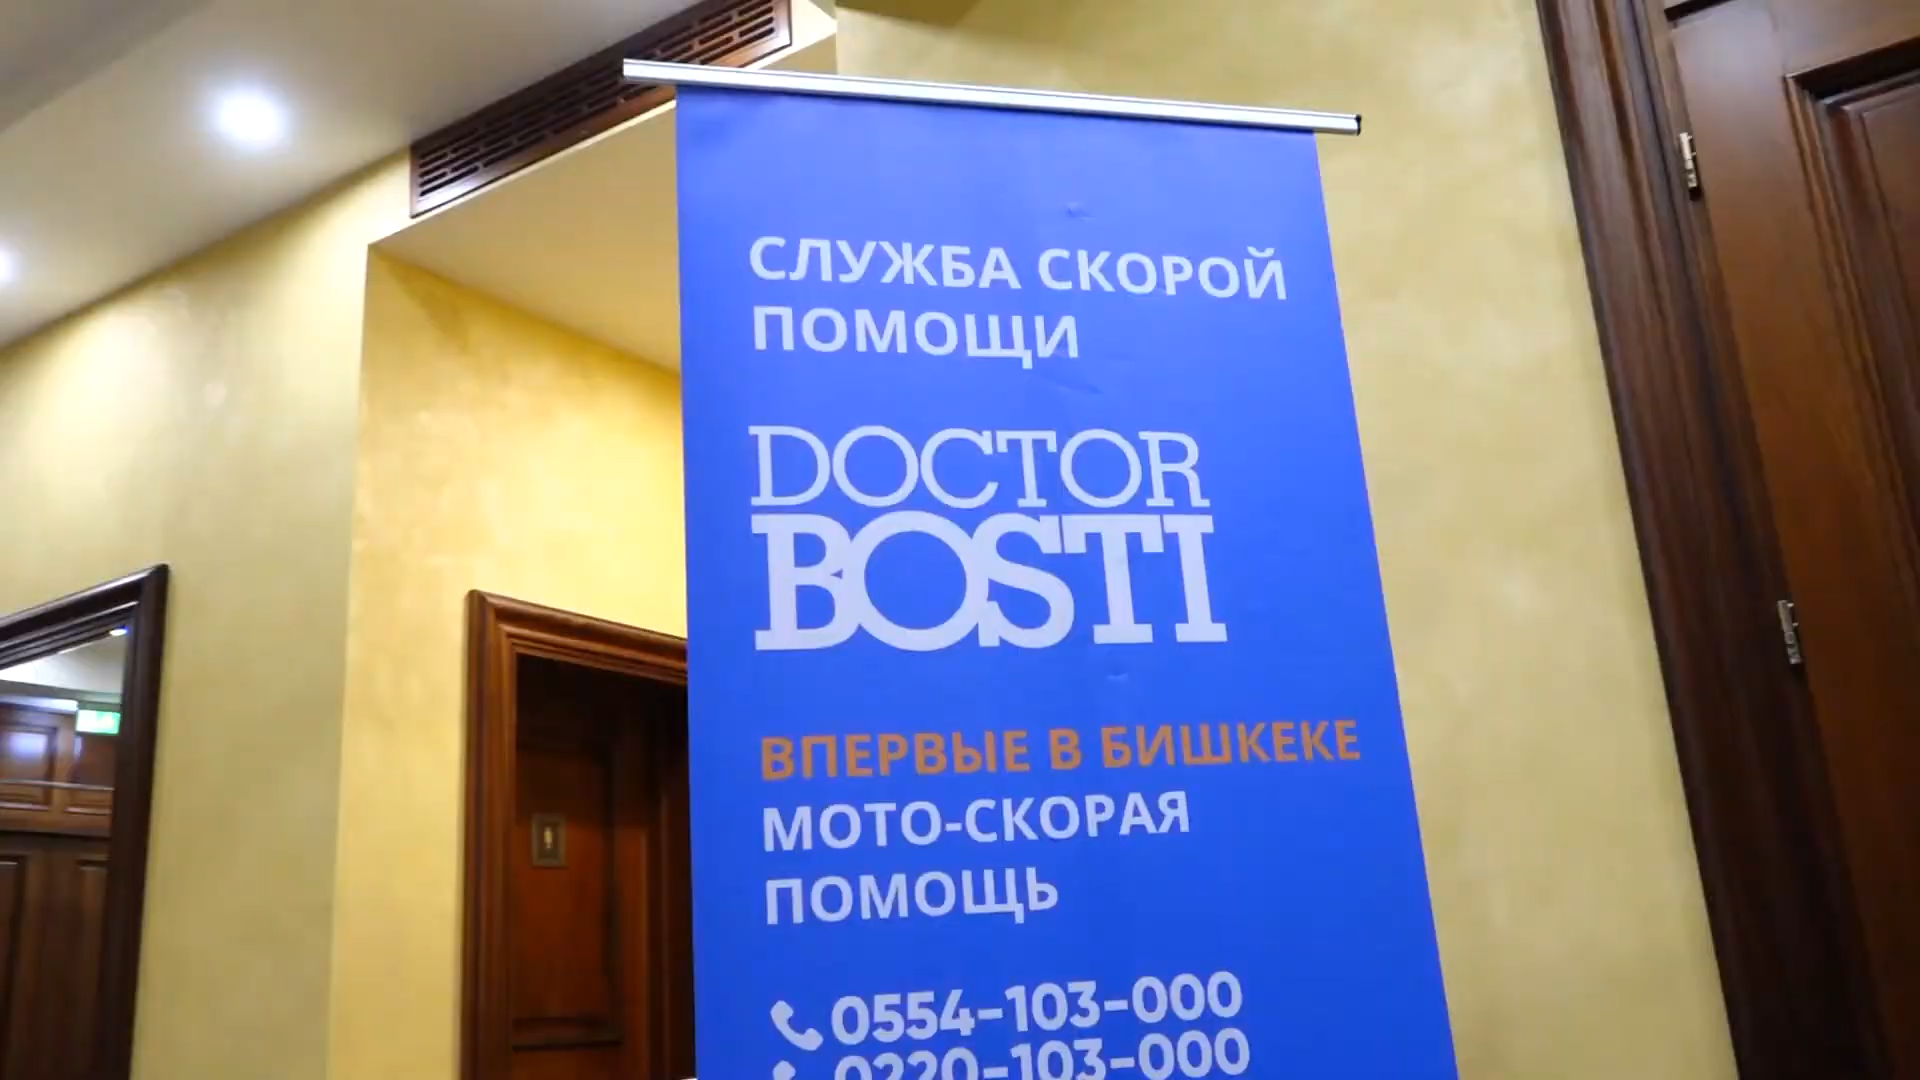 СЛУЖБА СКОРОЙ
ПОМОЩИ
DOCTOR
BOSTI
ВПЕРВЫЕ В БИШКЕКЕ
МОТО-СКОРАЯ
ПОМОЩЬ
0554-103-000
0220-103-000